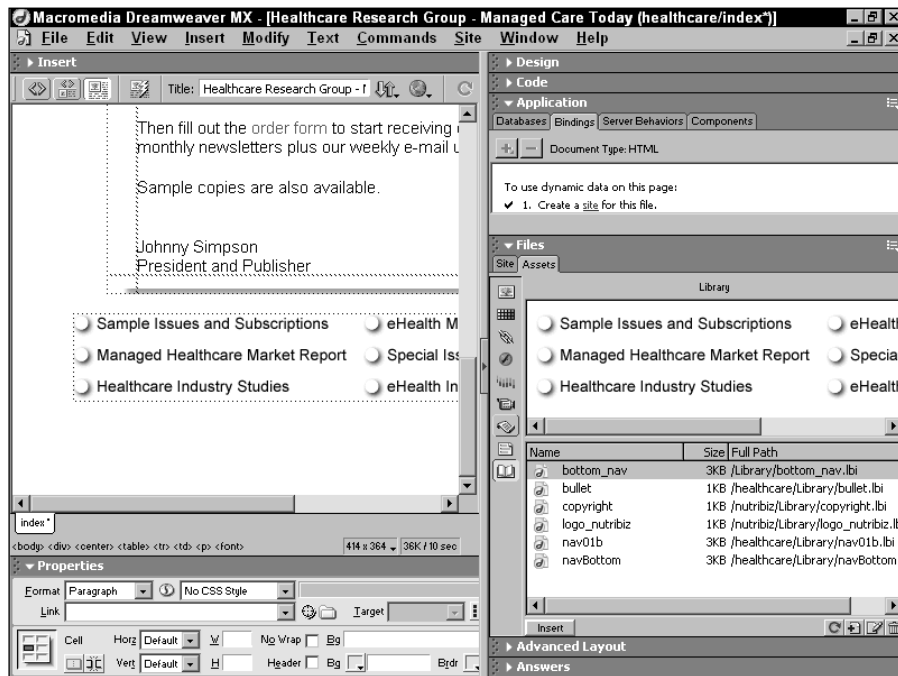 Macromedia Dreamweaver MX - [Healthcare Research Group - Managed Care Today (healthcare/index*)]
File Edit View Insert Modify Text Commands Site Window Help
Insert
Title: Healthcare Research Group - 
Then fill out the order form to start receiving
monthly newsletters plus our weekly e-mail u
Sample copies are also available.
Johnny Simpson
President and Publisher
Sample Issues and Subscriptions eHealth M
Managed Healthcare Market Report Special Iss
Healthcare Industry Studies eHealth In
index*
<body> <div> <center> <table> <tr> <td> <p> <font> 414 x 364 36K / 10 sec
Properties
Format Paragraph No CSS Style
Link Target
Cell Horz Default W No Wrap Bg
Vert Default H Header Bg Brdr
Design
Code
Application
Databases Bindings Server Behaviors Components
Document Type: HTML
To use dynamic data on this page:
✔ 1. Create a site for this file.
Files
Site Assets
Library
Sample Issues and Subscriptions eHealt
Managed Healthcare Market Report Specia
Healthcare Industry Studies eHealt
Name Size Full Path
bottom_nav 3KB /Library/bottom_nav.lbi
bullet 1KB /healthcare/Library/bullet.lbi
copyright 1KB /nutribiz/Library/copyright.lbi
logo_nutribiz 1KB /nutribiz/Library/logo_nutribiz.lb
nav01b 3KB /healthcare/Library/nav01b.lbi
navBottom 3KB /healthcare/Library/navBottom
Insert
Advanced Layout
Answers